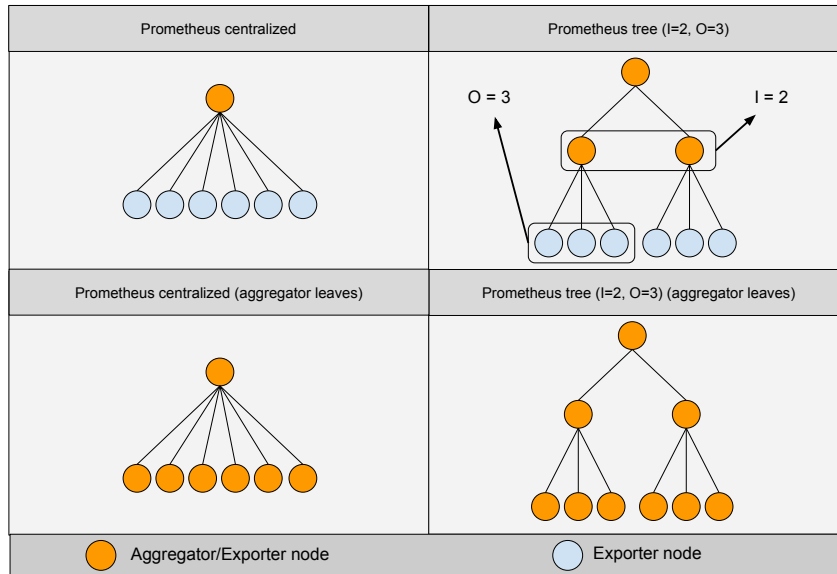 Prometheus centralized
Prometheus tree (I=2, O=3)
O = 3
I = 2
Prometheus centralized (aggregator leaves)
Prometheus tree (I=2, O=3) (aggregator leaves)
Aggregator/Exporter node
Exporter node